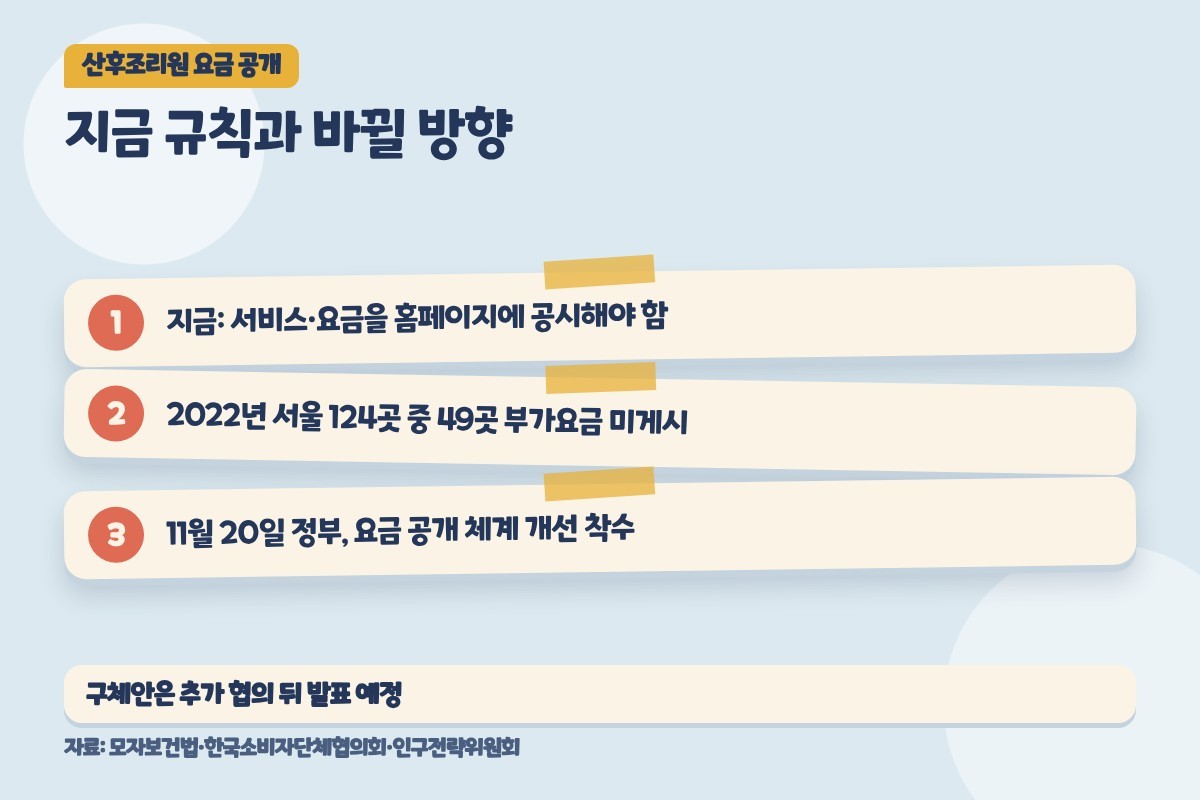 산후조리원 요금 공개
지금 규칙과 바뀔 방향
1 지금: 서비스·요금을 홈페이지에 공시해야 함
2 2022년 서울 124곳 중 49곳 부가요금 미게시
3 11월 20일 정부, 요금 공개 체계 개선 착수
구체안은 추가 협의 뒤 발표 예정
자료: 모자보건법·한국소비자단체협의회·인구전략위원회